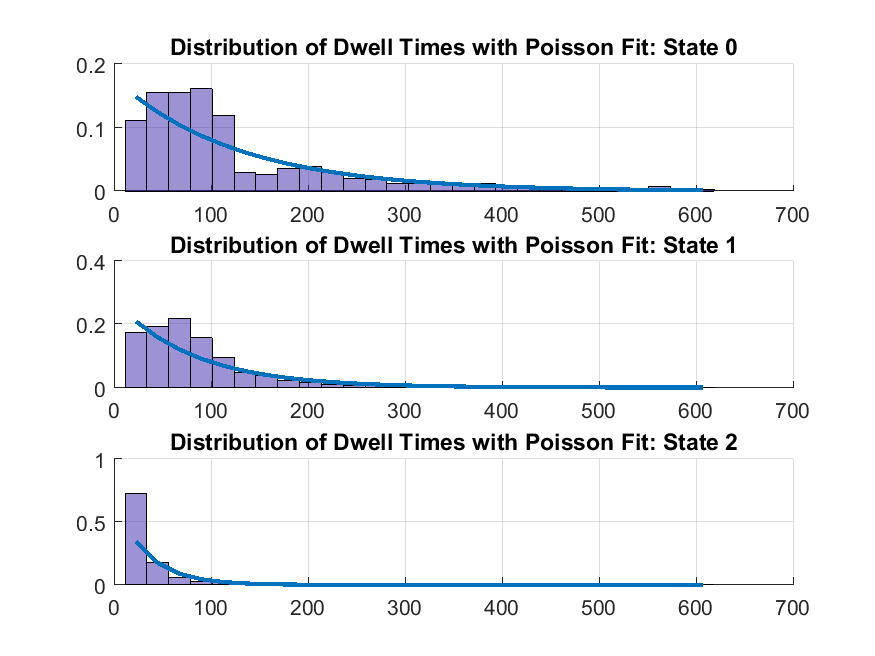 Distribution of Dwell Times with Poisson Fit: State 0
0.2
0.1
0
0 100 200 300 400 500 600 700
Distribution of Dwell Times with Poisson Fit: State 1
0.4
0.2
0
0 100 200 300 400 500 600 700
Distribution of Dwell Times with Poisson Fit: State 2
1
0.5
0
0 100 200 300 400 500 600 700